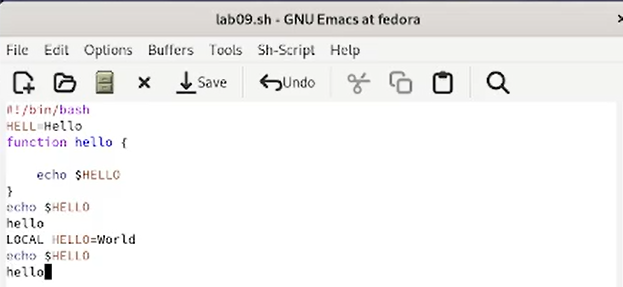 lab09.sh - GNU Emacs at fedora
File Edit Options Buffers Tools Sh-Script Help
Save Undo
#!/bin/bash
HELL=Hello
function hello {
echo $HELLO
}
echo $HELLO
hello
LOCAL HELLO=World
echo $HELLO
hello